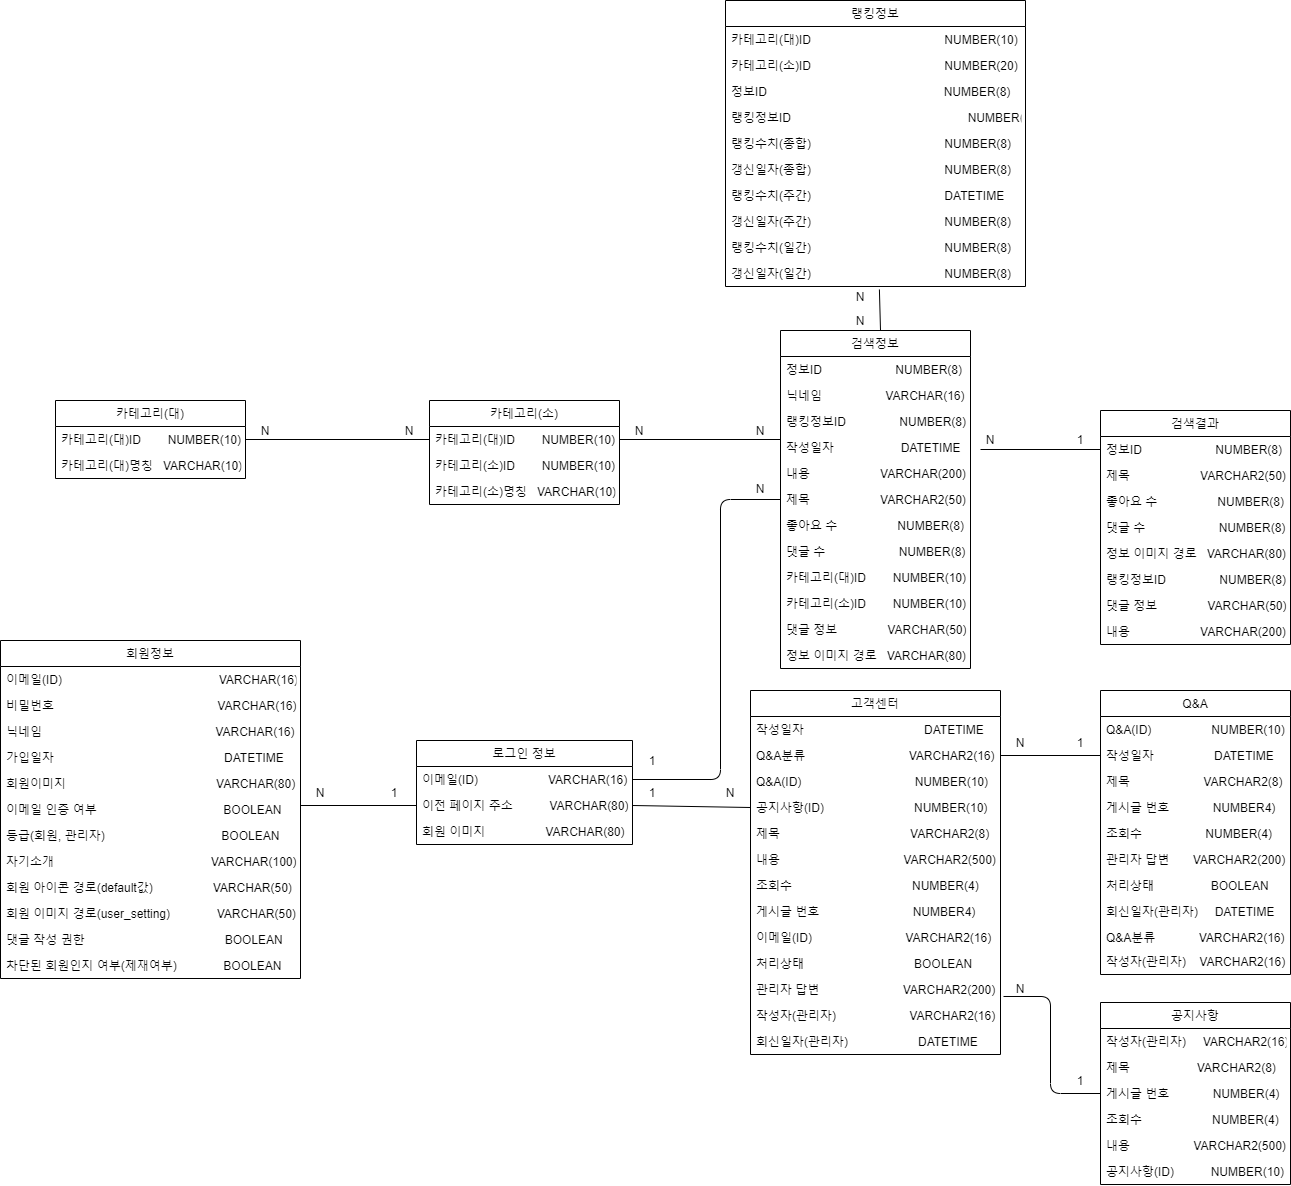 랭킹정보
카테고리(대)ID NUMBER(10)
카테고리(소)ID NUMBER(20)
정보ID NUMBER(8)
랭킹정보ID NUMBER(
랭킹수치(종합) NUMBER(8)
갱신일자(종합) NUMBER(8)
랭킹수치(주간) DATETIME
갱신일자(주간) NUMBER(8)
랭킹수치(일간) NUMBER(8)
갱신일자(일간) NUMBER(8)
N
N
카테고리(대)
카테고리(대)ID NUMBER(10)
카테고리(대)명칭 VARCHAR(10)
N N
카테고리(소)
카테고리(대)ID NUMBER(10)
카테고리(소)ID NUMBER(10)
카테고리(소)명칭 VARCHAR(10)
N N
N
검색정보
정보ID NUMBER(8)
닉네임 VARCHAR(16)
랭킹정보ID NUMBER(8)
작성일자 DATETIME
내용 VARCHAR(200)
제목 VARCHAR2(50)
좋아요 수 NUMBER(8)
댓글 수 NUMBER(8)
카테고리(대)ID NUMBER(10)
카테고리(소)ID NUMBER(10)
댓글 정보 VARCHAR(50)
정보 이미지 경로 VARCHAR(80)
N 1
검색결과
정보ID NUMBER(8)
제목 VARCHAR2(50)
좋아요 수 NUMBER(8)
댓글 수 NUMBER(8)
정보 이미지 경로 VARCHAR(80)
랭킹정보ID NUMBER(8)
댓글 정보 VARCHAR(50)
내용 VARCHAR(200)
회원정보
이메일(ID) VARCHAR(16)
비밀번호 VARCHAR(16)
닉네임 VARCHAR(16)
가입일자 DATETIME
회원이미지 VARCHAR(80)
이메일 인증 여부 BOOLEAN
등급(회원, 관리자) BOOLEAN
자기소개 VARCHAR(100)
회원 아이콘 경로(default값) VARCHAR(50)
회원 이미지 경로(user_setting) VARCHAR(50)
댓글 작성 권한 BOOLEAN
차단된 회원인지 여부(제재여부) BOOLEAN
N 1
로그인 정보
이메일(ID) VARCHAR(16)
이전 페이지 주소 VARCHAR(80)
회원 이미지 VARCHAR(80)
1
1 N
고객센터
작성일자 DATETIME
Q&A분류 VARCHAR2(16)
Q&A(ID) NUMBER(10)
공지사항(ID) NUMBER(10)
제목 VARCHAR2(8)
내용 VARCHAR2(500)
조회수 NUMBER(4)
게시글 번호 NUMBER4)
이메일(ID) VARCHAR2(16)
처리상태 BOOLEAN
관리자 답변 VARCHAR2(200)
작성자(관리자) VARCHAR2(16)
회신일자(관리자) DATETIME
N 1
Q&A
Q&A(ID) NUMBER(10)
작성일자 DATETIME
제목 VARCHAR2(8)
게시글 번호 NUMBER4)
조회수 NUMBER(4)
관리자 답변 VARCHAR2(200)
처리상태 BOOLEAN
회신일자(관리자) DATETIME
Q&A분류 VARCHAR2(16)
작성자(관리자) VARCHAR2(16)
N
1
공지사항
작성자(관리자) VARCHAR2(16)
제목 VARCHAR2(8)
게시글 번호 NUMBER(4)
조회수 NUMBER(4)
내용 VARCHAR2(500)
공지사항(ID) NUMBER(10)